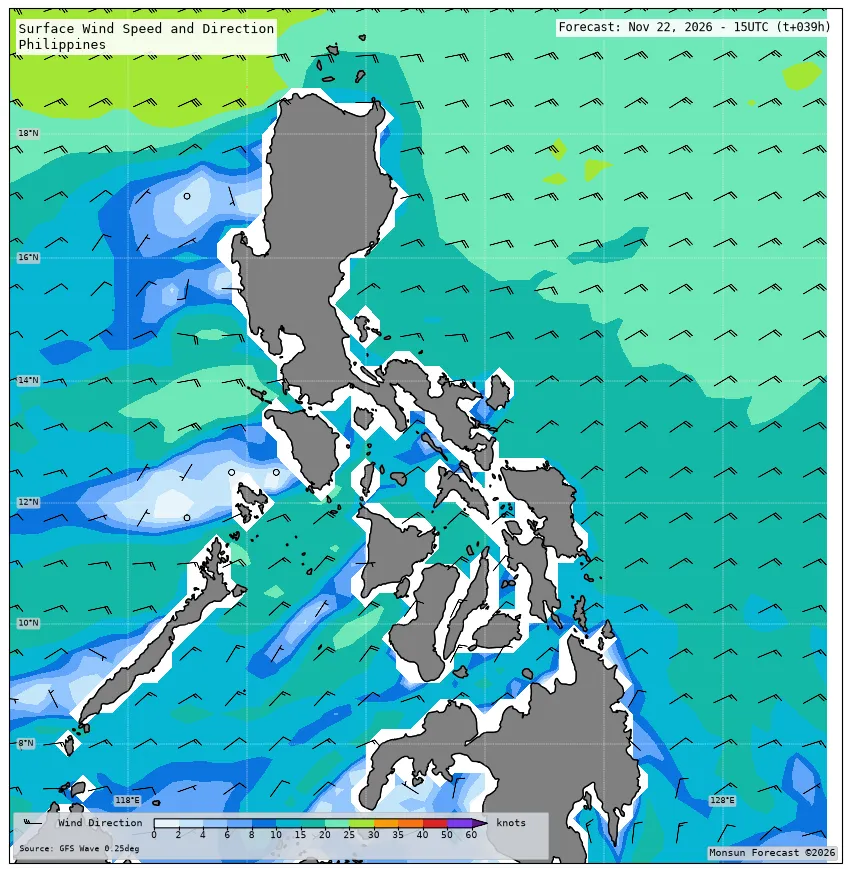 Surface Wind Speed and Direction
Philippines
Forecast: Nov 22, 2026 - 15UTC (t+039h)
18°N
16°N
14°N
12°N
10°N
8°N
118°E
128°E
Wind Direction
knots
0 2 4 6 8 10 15 20 25 30 35 40 50 60
Source: GFS Wave 0.25deg
Monsun Forecast ©2026